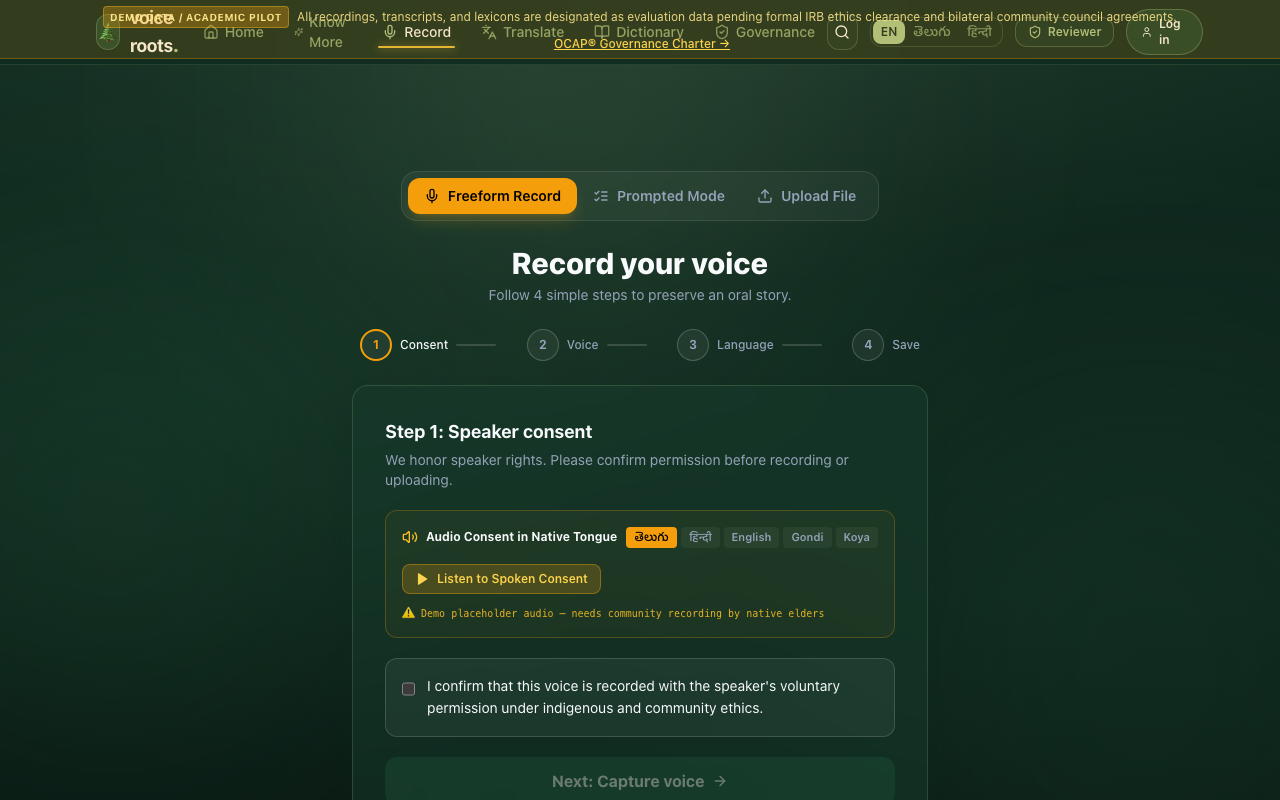 DEMO DATA / ACADEMIC PILOT All recordings, transcripts, and lexicons are designated as evaluation data pending formal IRB ethics clearance and bilateral community council agreements.
OCAP® Governance Charter →
voice
roots.
Home
Know
More
Record
Translate
Dictionary
Governance
EN తెలుగు हिन्दी
Reviewer
Log
in
Freeform Record Prompted Mode Upload File
Record your voice
Follow 4 simple steps to preserve an oral story.
1 Consent 2 Voice 3 Language 4 Save
Step 1: Speaker consent
We honor speaker rights. Please confirm permission before recording or
uploading.
Audio Consent in Native Tongue తెలుగు हिन्दी English Gondi Koya
Listen to Spoken Consent
Demo placeholder audio — needs community recording by native elders
I confirm that this voice is recorded with the speaker's voluntary
permission under indigenous and community ethics.
Next: Capture voice →